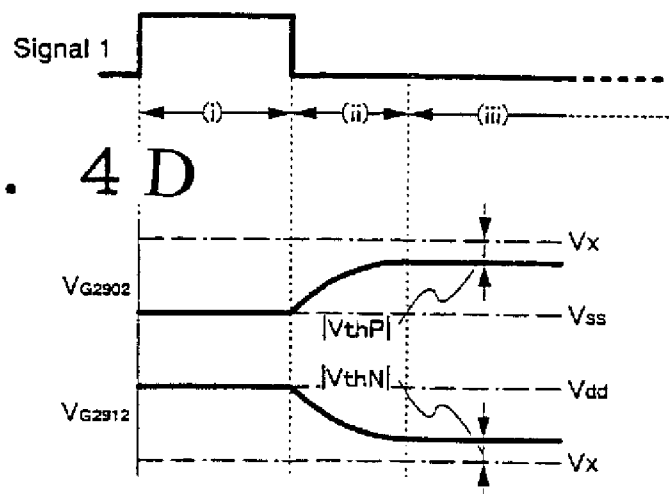 Signal 1
(i) (ii) (iii)
. 4 D
Vx
VG2902
|VthP|
Vss
|VthN|
Vdd
VG2912
Vx